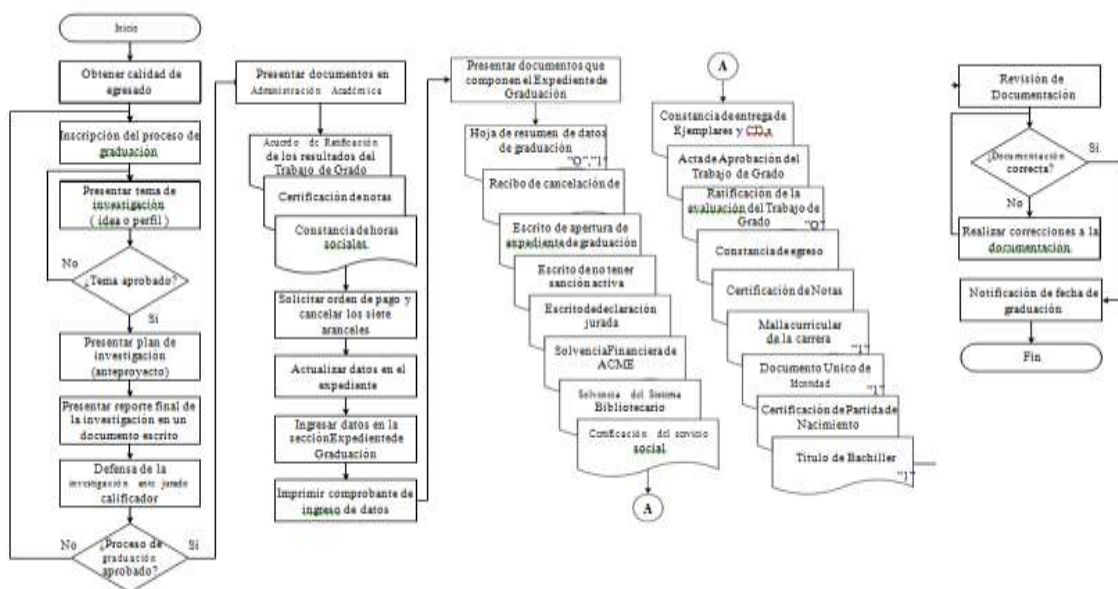 Inicio
Obtener calidad de
egresado
Inscripción del proceso de
graduación
Presentar tema de
investigación
( idea o perfil )
No
¿Tema aprobado?
Sí
Presentar plan de
investigación
(anteproyecto)
Presentar reporte final de
la investigación en un
documento escrito
Defensa de la
investigación ante jurado
calificador
No
¿Proceso de
graduación
aprobado?
Sí
Presentar documentos en
Administración Académica
Acuerdo de Ratificación
de los resultados del
Trabajo de Grado
Certificación de notas
Constancia de horas
sociales
Solicitar orden de pago y
cancelar los siete
aranceles
Actualizar datos en el
expediente
Ingresar datos en la
sección Expediente de
Graduación
Imprimir comprobante de
ingreso de datos
Presentar documentos que
componen el Expediente de
Graduación
Hoja de resumen de datos
de graduación
"O","1"
Recibo de cancelación de
Escrito de apertura de
expediente de graduación
Escrito de no tener
sanción activa
Escrito de declaración
jurada
Solvencia Financiera de
ACME
Solvencia del Sistema
Bibliotecario
Certificación del servicio
social
A
A
Constancia de entrega de
Ejemplares y CD,s
Acta de Aprobación del
Trabajo de Grado
Ratificación de la
evaluación del Trabajo de
Grado
"O"
Constancia de egreso
Certificación de Notas
Malla curricular
de la carrera
"1"
Documento Unico de
Identidad
"1"
Certificación de Partida de
Nacimiento
Titulo de Bachiller
"1"
Revisión de
Documentación
¿Documentación
correcta?
Sí
No
Realizar correcciones a la
documentación
Notificación de fecha de
graduación
Fin